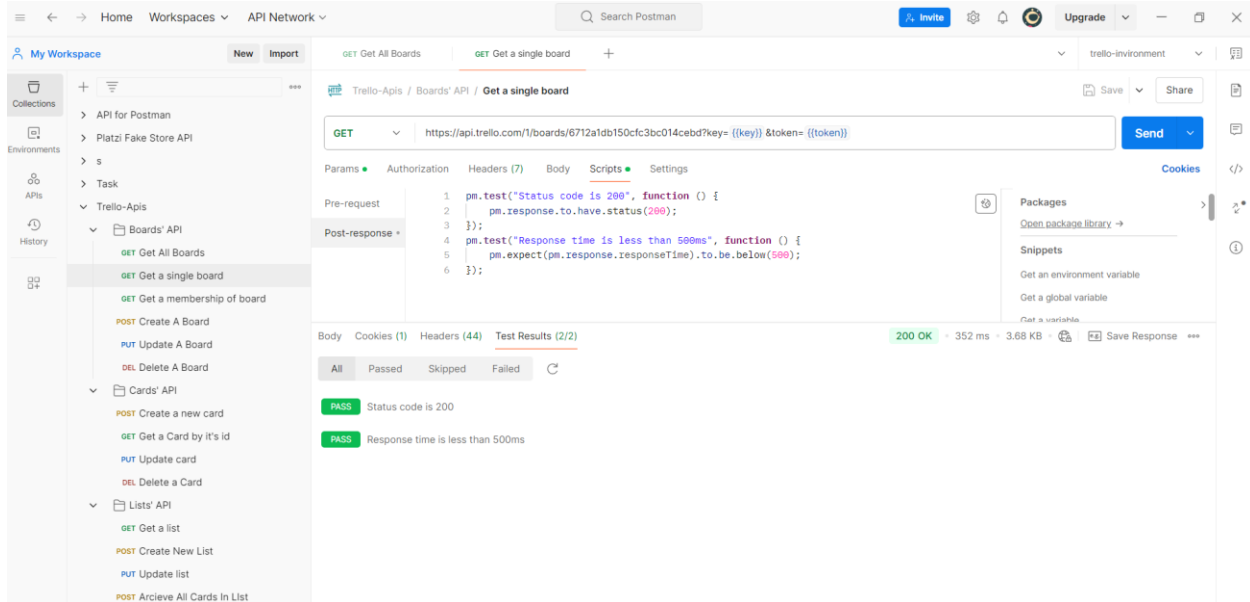 Home Workspaces API Network Search Postman Invite Upgrade
My Workspace New Import GET Get All Boards GET Get a single board trello-invironment
Collections
Environments
APIs
History
API for Postman
Platzi Fake Store API
s
Task
Trello-Apis
Boards' API
GET Get All Boards
GET Get a single board
GET Get a membership of board
POST Create A Board
PUT Update A Board
DEL Delete A Board
Cards' API
POST Create a new card
GET Get a Card by it's id
PUT Update card
DEL Delete a Card
Lists' API
GET Get a list
POST Create New List
PUT Update list
POST Arcieve All Cards In LIst
HTTP Trello-Apis / Boards' API / Get a single board Save Share
GET https://api.trello.com/1/boards/6712a1db150cfc3bc014cebd?key= {{key}} &token= {{token}} Send
Params Authorization Headers (7) Body Scripts Settings Cookies
Pre-request
Post-response
1 pm.test("Status code is 200", function () {
2 pm.response.to.have.status(200);
3 });
4 pm.test("Response time is less than 500ms", function () {
5 pm.expect(pm.response.responseTime).to.be.below(500);
6 });
Packages
Open package library →
Snippets
Get an environment variable
Get a global variable
Get a variable
Body Cookies (1) Headers (44) Test Results (2/2) 200 OK 352 ms 3.68 KB Save Response
All Passed Skipped Failed
PASS Status code is 200
PASS Response time is less than 500ms